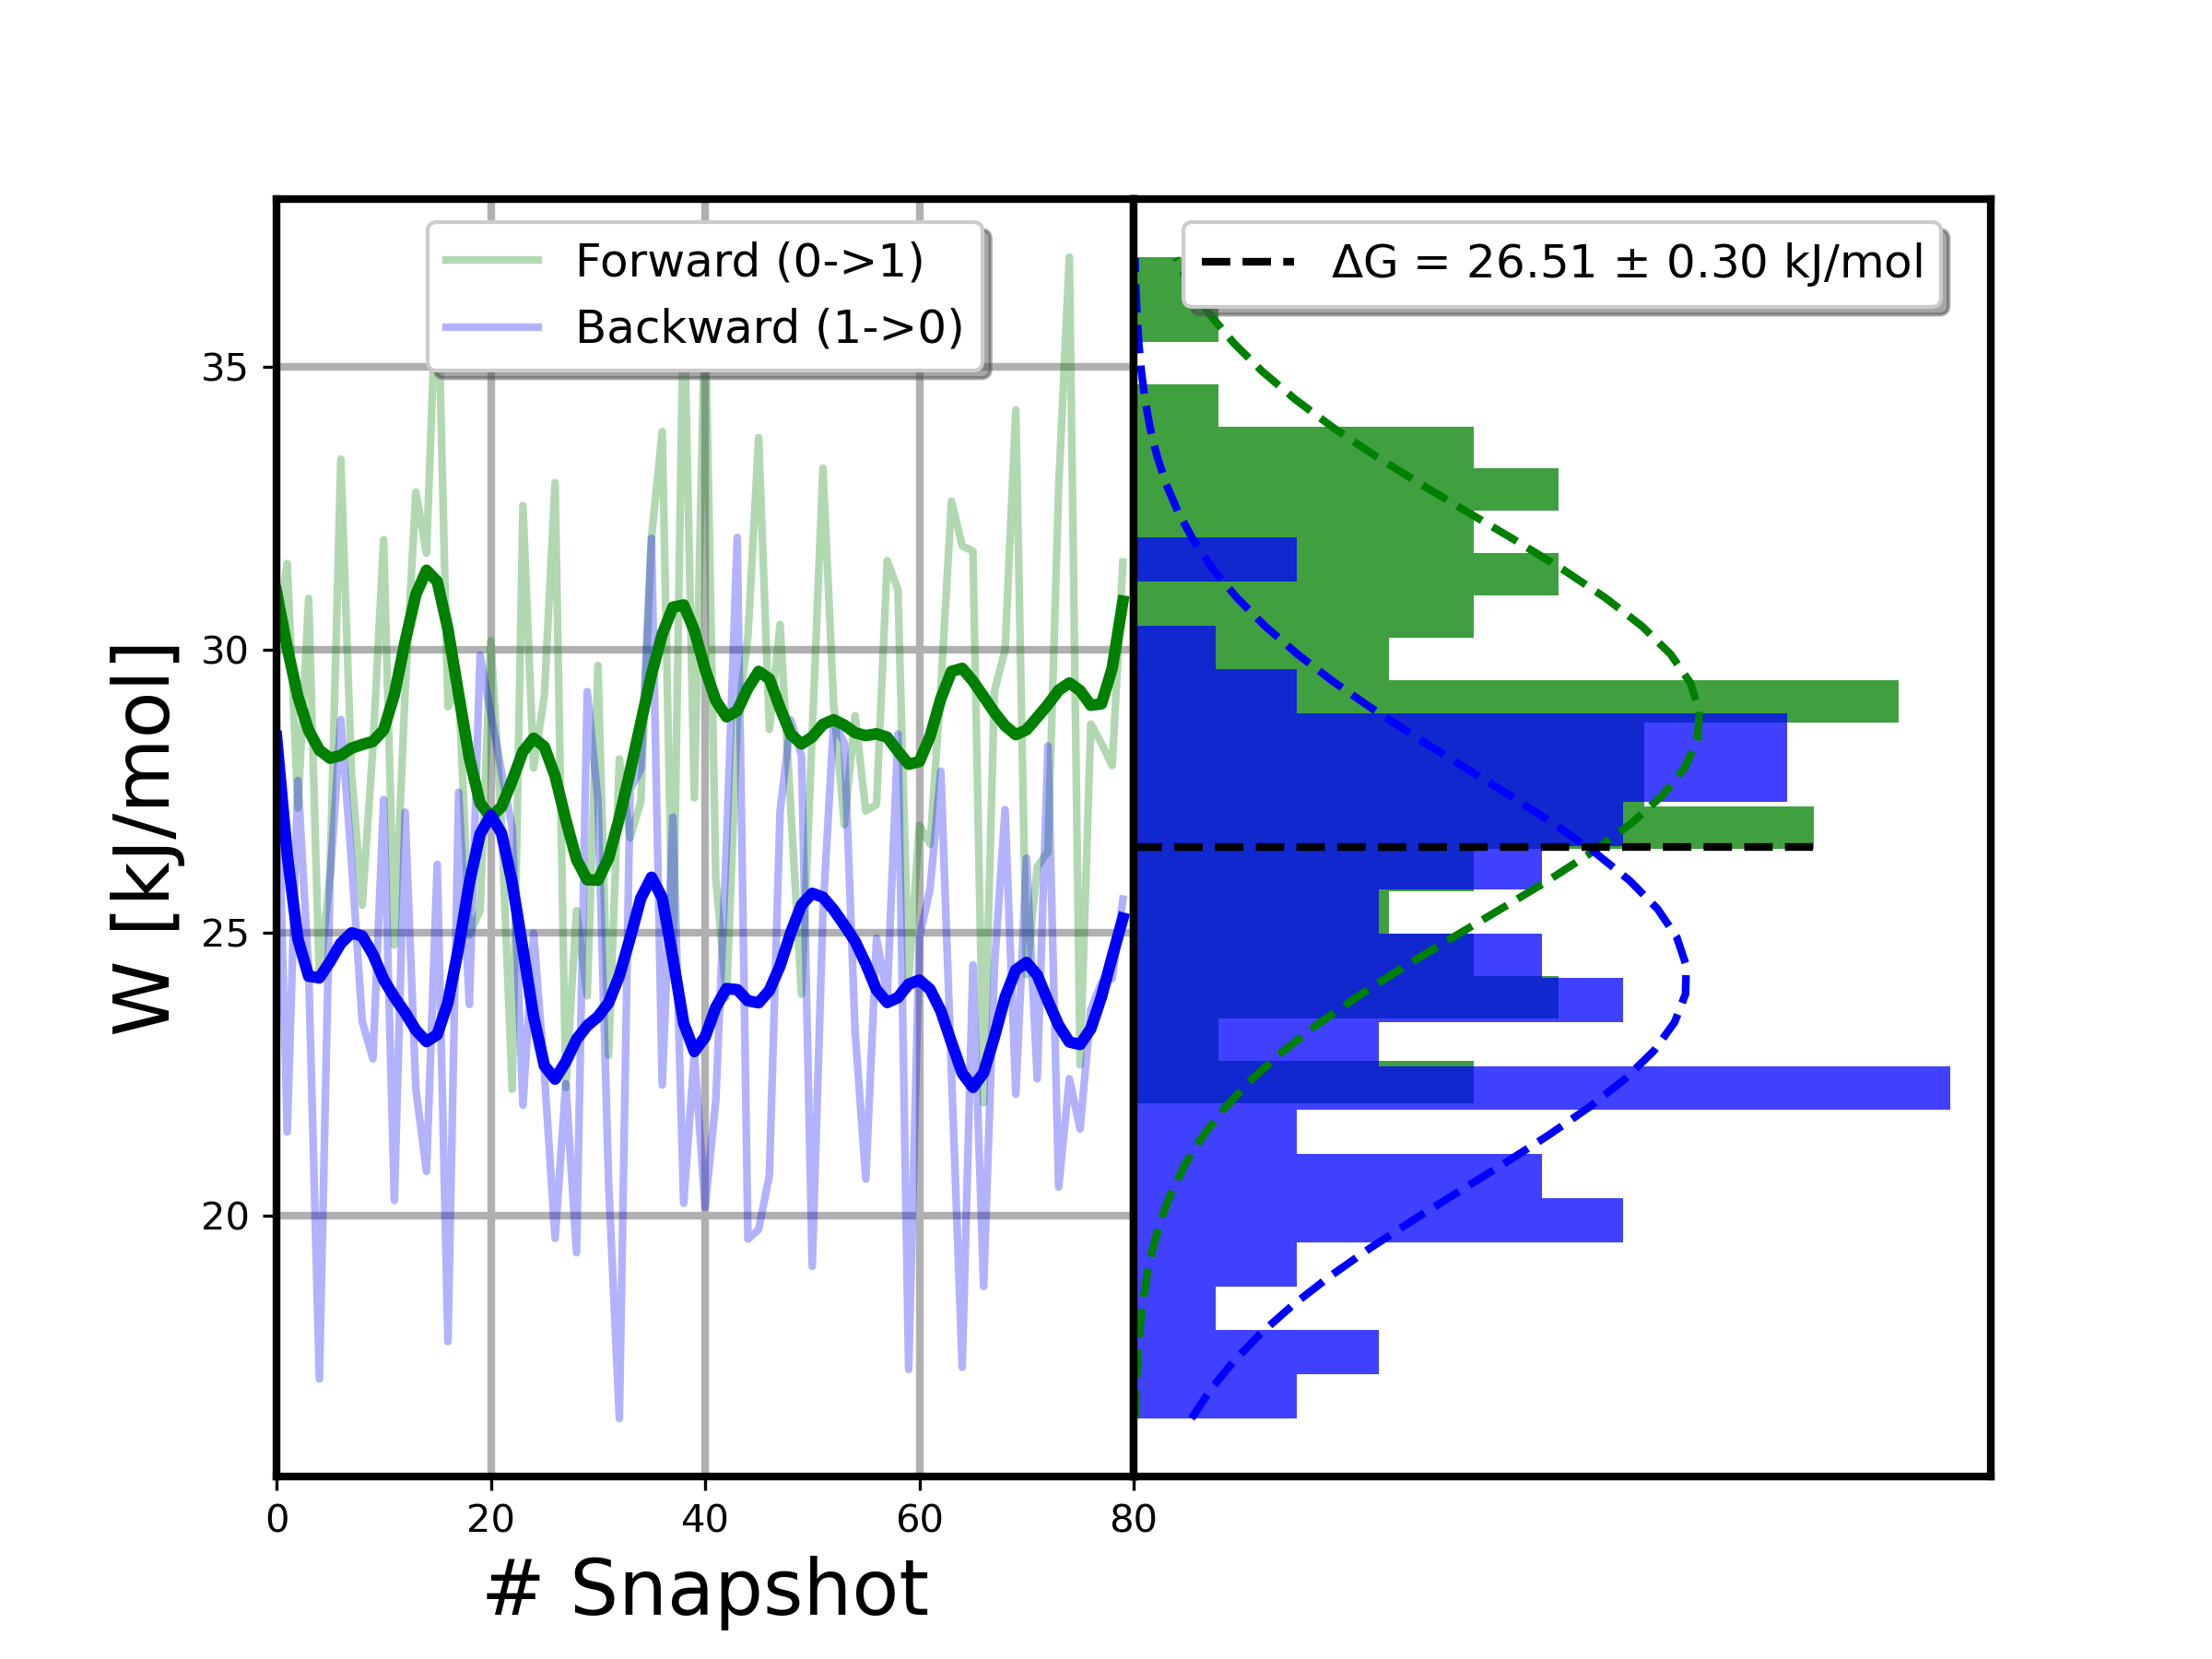 Forward (0->1)
Backward (1->0)
ΔG = 26.51 ± 0.30 kJ/mol
35
30
25
20
W [kJ/mol]
0
20
40
60
80
# Snapshot